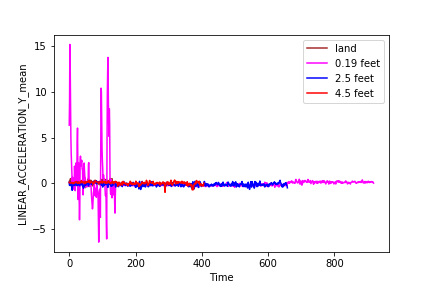 land
0.19 feet
2.5 feet
4.5 feet
15
10
5
0
−5
LINEAR_ACCELERATION_Y_mean
0 200 400 600 800
Time